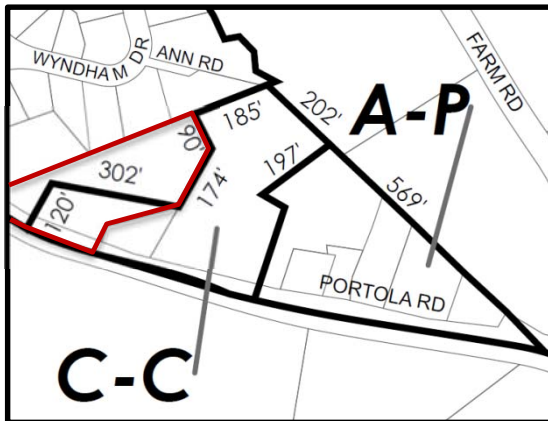 WYNDHAM DR
ANN RD
FARM RD
202'
A-P
185'
90'
197'
302'
174'
569'
120'
PORTOLA RD
C-C